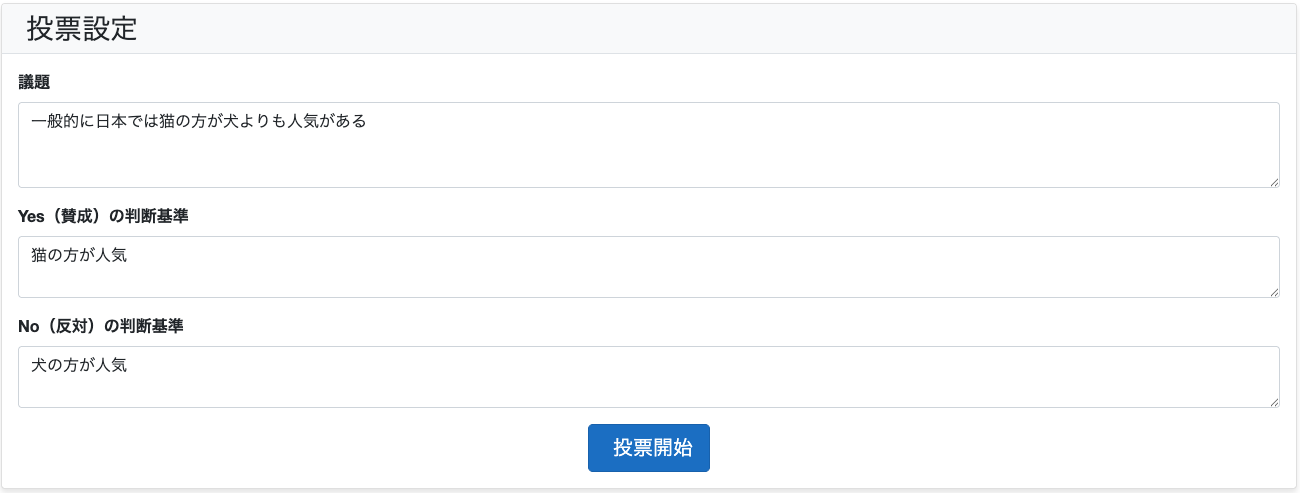 投票設定
議題
一般的に日本では猫の方が犬よりも人気がある
Yes（賛成）の判断基準
猫の方が人気
No（反対）の判断基準
犬の方が人気
投票開始